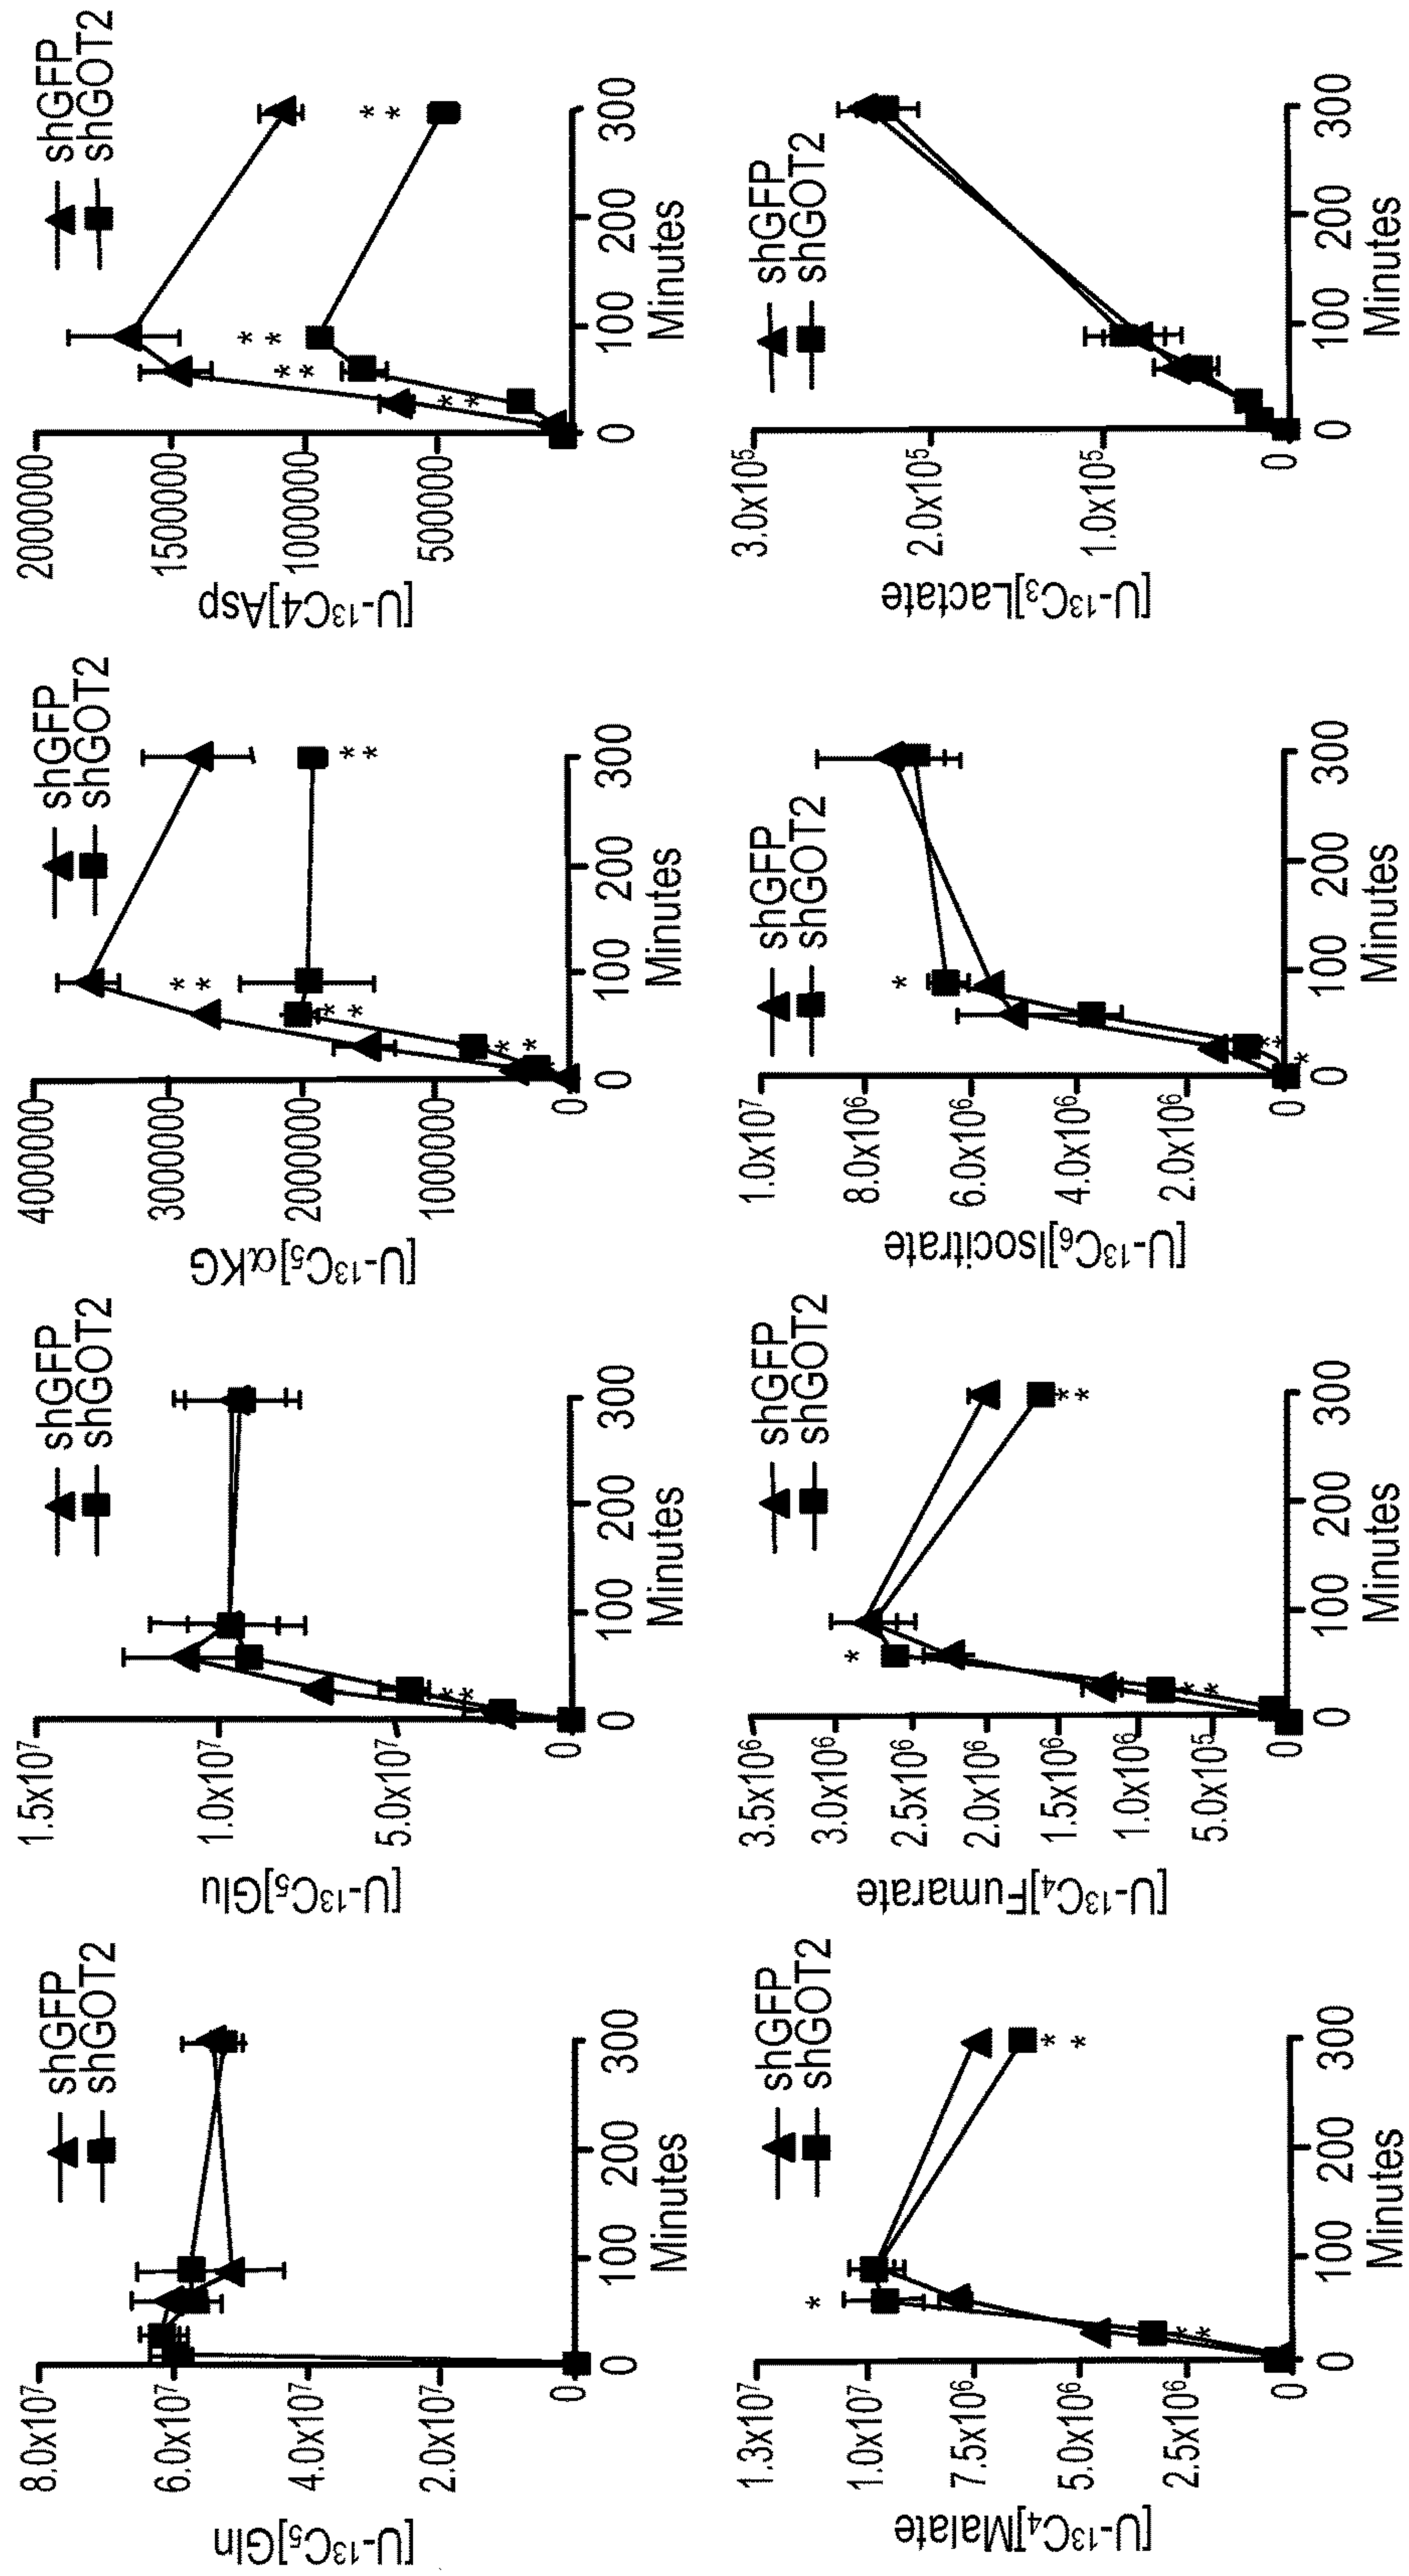 [U-¹³C₅]Gln
shGFP
shGOT2
8.0x10⁷
6.0x10⁷
4.0x10⁷
2.0x10⁷
0
0 100 200 300
Minutes
[U-¹³C₅]Glu
shGFP
shGOT2
1.5x10⁷
1.0x10⁷
5.0x10⁷
0
0 100 200 300
Minutes
[U-¹³C₅]αKG
shGFP
shGOT2
4000000
3000000
2000000
1000000
0
0 100 200 300
Minutes
[U-¹³C4]Asp
shGFP
shGOT2
2000000
1500000
1000000
500000
0
Minutes
0 100 200 300
[U-¹³C₄]Malate
shGFP
shGOT2
1.3x10⁷
1.0x10⁷
7.5x10⁶
5.0x10⁶
2.5x10⁶
0
0 100 200 300
Minutes
[U-¹³C₄]Fumarate
shGFP
shGOT2
3.5x10⁶
3.0x10⁶
2.5x10⁶
2.0x10⁶
1.5x10⁶
1.0x10⁶
5.0x10⁵
0
0 100 200 300
Minutes
[U-¹³C₆]Isocitrate
shGFP
shGOT2
1.0x10⁷
8.0x10⁶
6.0x10⁶
4.0x10⁶
2.0x10⁶
0
0 100 200 300
Minutes
[U-¹³C₃]Lactate
shGFP
shGOT2
3.0x10⁵
2.0x10⁵
1.0x10⁵
0
0 100 200 300
Minutes